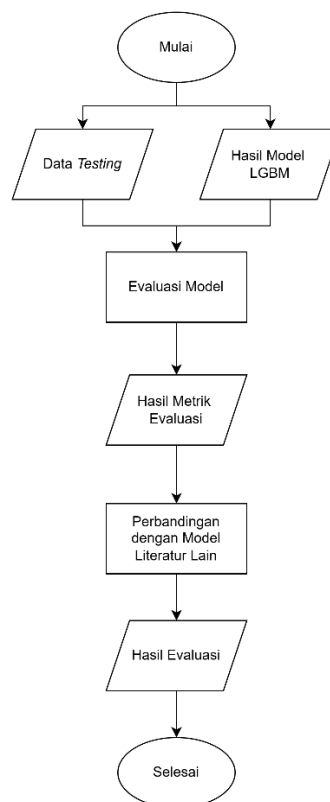 Mulai
Data Testing
Hasil Model
LGBM
Evaluasi Model
Hasil Metrik
Evaluasi
Perbandingan
dengan Model
Literatur Lain
Hasil Evaluasi
Selesai